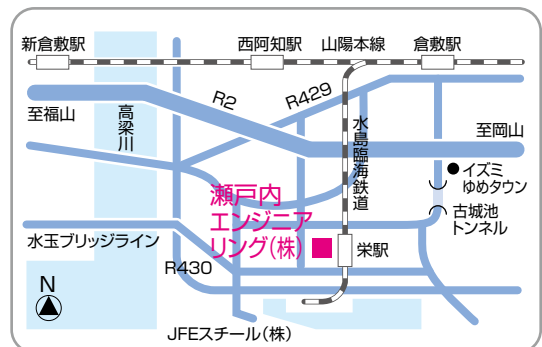 新倉敷駅
西阿知駅
山陽本線
倉敷駅
R2
R429
至福山
高梁川
水島臨海鉄道
至岡山
イズミ
ゆめタウン
瀬戸内
エンジニア
リング(株)
古城池
トンネル
水玉ブリッジライン
栄駅
R430
N
JFEスチール(株)